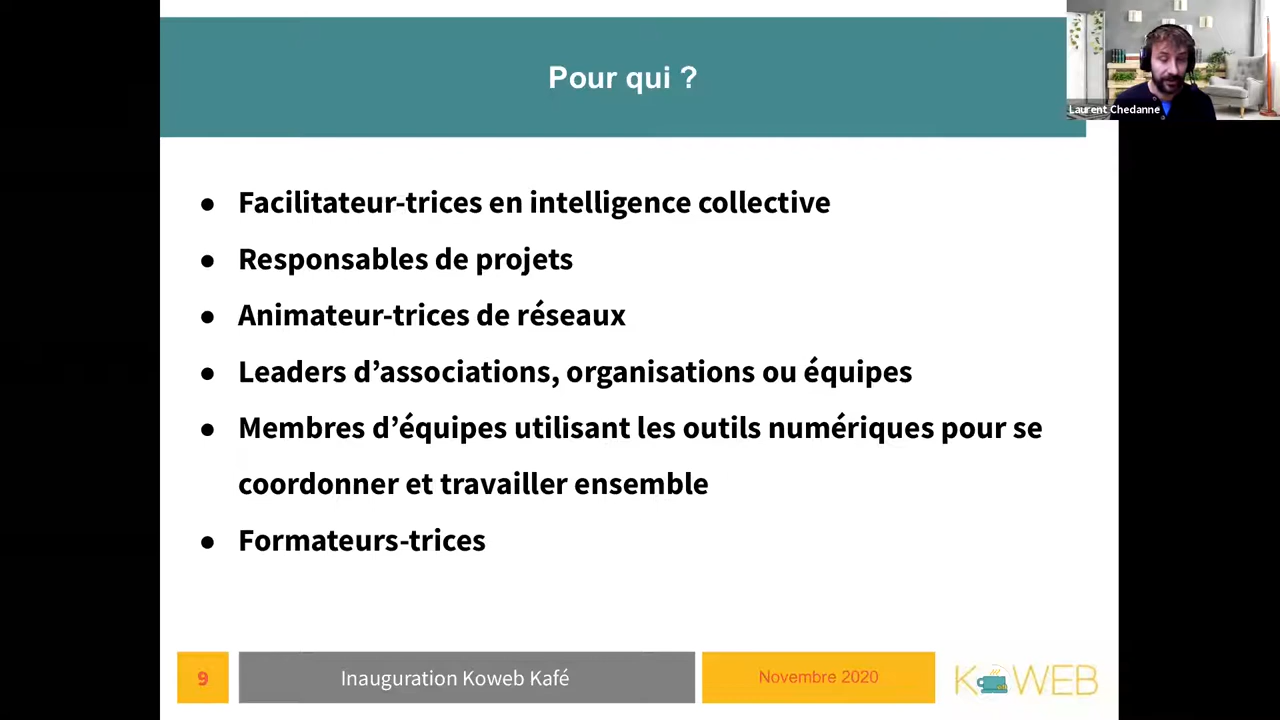 Pour qui ?
Laurent Chedanne
● Facilitateur-trices en intelligence collective
● Responsables de projets
● Animateur-trices de réseaux
● Leaders d’associations, organisations ou équipes
● Membres d’équipes utilisant les outils numériques pour se
coordonner et travailler ensemble
● Formateurs-trices
9
Inauguration Koweb Kafé
Novembre 2020
KOWEB